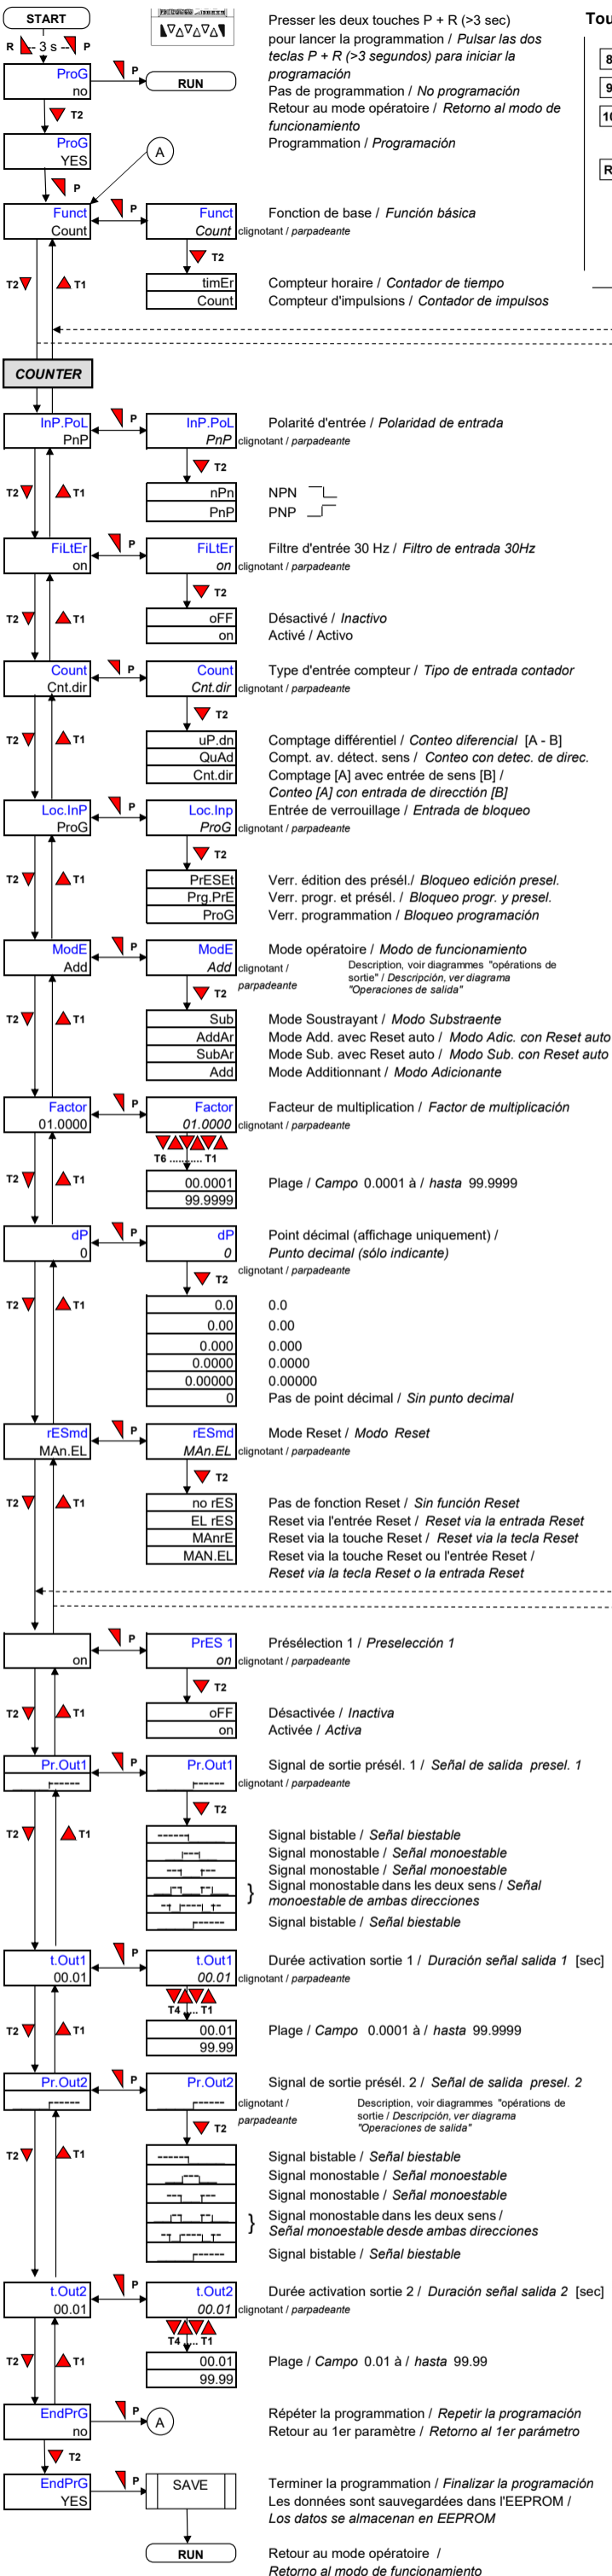 START
R -- 3 s -- P
Presser les deux touches P + R (>3 sec)
pour lancer la programmation / Pulsar las dos
teclas P + R (>3 segundos) para iniciar la
programación
Tou
8
9
10
R
ProG
no
P
RUN
Pas de programmation / No programación
Retour au mode opératoire / Retorno al modo de
funcionamiento
T2
ProG
YES
Programmation / Programación
A
P
Funct
Count
P
Funct
Count
clignotant / parpadeante
Fonction de base / Función básica
T2
T2
T1
timEr
Count
Compteur horaire / Contador de tiempo
Compteur d'impulsions / Contador de impulsos
COUNTER
InP.PoL
PnP
P
InP.PoL
PnP
clignotant / parpadeante
Polarité d'entrée / Polaridad de entrada
T2
T2
T1
nPn
PnP
NPN
PNP
FiLtEr
on
P
FiLtEr
on
clignotant / parpadeante
Filtre d'entrée 30 Hz / Filtro de entrada 30Hz
T2
T2
T1
oFF
on
Désactivé / Inactivo
Activé / Activo
Count
Cnt.dir
P
Count
Cnt.dir
clignotant / parpadeante
Type d'entrée compteur / Tipo de entrada contador
T2
T2
T1
uP.dn
QuAd
Cnt.dir
Comptage différentiel / Conteo diferencial [A - B]
Compt. av. détect. sens / Conteo con detec. de direc.
Comptage [A] avec entrée de sens [B] /
Conteo [A] con entrada de direcctión [B]
Loc.InP
ProG
P
Loc.Inp
ProG
clignotant / parpadeante
Entrée de verrouillage / Entrada de bloqueo
T2
T2
T1
PrESEt
Prg.PrE
ProG
Verr. édition des présél./ Bloqueo edición presel.
Verr. progr. et présél. / Bloqueo progr. y presel.
Verr. programmation / Bloqueo programación
ModE
Add
P
ModE
Add
clignotant /
parpadeante
Mode opératoire / Modo de funcionamiento
Description, voir diagrammes "opérations de
sortie" / Descripción, ver diagrama
"Operaciones de salida"
T2
T2
T1
Sub
AddAr
SubAr
Add
Mode Soustrayant / Modo Substraente
Mode Add. avec Reset auto / Modo Adic. con Reset auto
Mode Sub. avec Reset auto / Modo Sub. con Reset auto
Mode Additionnant / Modo Adicionante
Factor
01.0000
P
Factor
01.0000
clignotant / parpadeante
Facteur de multiplication / Factor de multiplicación
T6 ........... T1
T2
T1
00.0001
99.9999
Plage / Campo 0.0001 à / hasta 99.9999
dP
0
P
dP
0
Point décimal (affichage uniquement) /
Punto decimal (sólo indicante)
clignotant / parpadeante
T2
T2
T1
0.0
0.00
0.000
0.0000
0.00000
0
0.0
0.00
0.000
0.0000
0.00000
Pas de point décimal / Sin punto decimal
rESmd
MAn.EL
P
rESmd
MAn.EL
clignotant / parpadeante
Mode Reset / Modo Reset
T2
T2
T1
no rES
EL rES
MAnrE
MAN.EL
Pas de fonction Reset / Sin función Reset
Reset via l'entrée Reset / Reset via la entrada Reset
Reset via la touche Reset / Reset via la tecla Reset
Reset via la touche Reset ou l'entrée Reset /
Reset via la tecla Reset o la entrada Reset
on
P
PrES 1
on
clignotant / parpadeante
Présélection 1 / Preselección 1
T2
T2
T1
oFF
on
Désactivée / Inactiva
Activée / Activa
Pr.Out1
P
Pr.Out1
clignotant / parpadeante
Signal de sortie présél. 1 / Señal de salida presel. 1
T2
T2
T1
Signal bistable / Señal biestable
Signal monostable / Señal monoestable
Signal monostable / Señal monoestable
} Signal monostable dans les deux sens / Señal
monoestable de ambas direcciones
Signal bistable / Señal biestable
t.Out1
00.01
P
t.Out1
00.01
clignotant / parpadeante
Durée activation sortie 1 / Duración señal salida 1 [sec]
T4 .... T1
T2
T1
00.01
99.99
Plage / Campo 0.0001 à / hasta 99.9999
Pr.Out2
P
Pr.Out2
clignotant /
parpadeante
Signal de sortie présél. 2 / Señal de salida presel. 2
Description, voir diagrammes "opérations de
sortie / Descripción, ver diagrama
"Operaciones de salida"
T2
T2
T1
Signal bistable / Señal biestable
Signal monostable / Señal monoestable
Signal monostable / Señal monoestable
} Signal monostable dans les deux sens /
Señal monoestable desde ambas direcciones
Signal bistable / Señal biestable
t.Out2
00.01
P
t.Out2
00.01
clignotant / parpadeante
Durée activation sortie 2 / Duración señal salida 2 [sec]
T4 .... T1
T2
T1
00.01
99.99
Plage / Campo 0.01 à / hasta 99.99
EndPrG
no
P
A
Répéter la programmation / Repetir la programación
Retour au 1er paramètre / Retorno al 1er parámetro
T2
EndPrG
YES
P
SAVE
Terminer la programmation / Finalizar la programación
Les données sont sauvegardées dans l'EEPROM /
Los datos se almacenan en EEPROM
RUN
Retour au mode opératoire /
Retorno al modo de funcionamiento